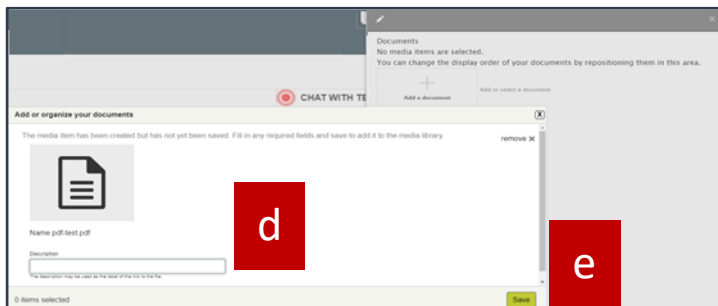 Documents
No media items are selected.
You can change the display order of your documents by repositioning them in this area.
Add a document
Add or select a document
CHAT WITH TE
Add or organize your documents
X
The media item has been created but has not yet been saved. Fill in any required fields and save to add it to the media library.
remove ✕
Name pdf-test.pdf
d
Description
The description may be used as the label of the link to the file.
e
0 items selected
Save